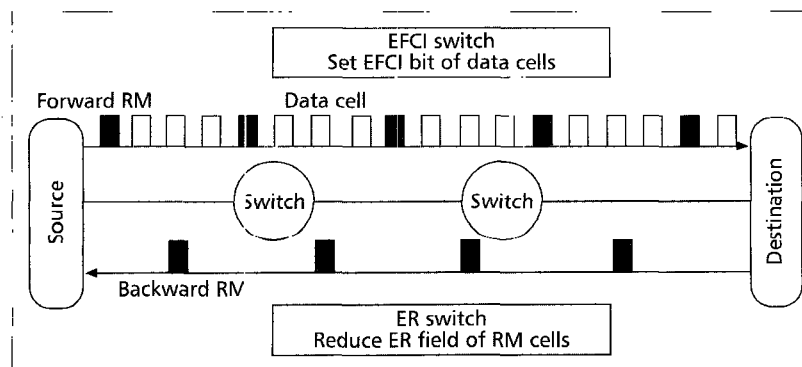 EFCI switch
Set EFCI bit of data cells
Forward RM
Data cell
Source
Switch
Switch
Destination
Backward RM
ER switch
Reduce ER field of RM cells